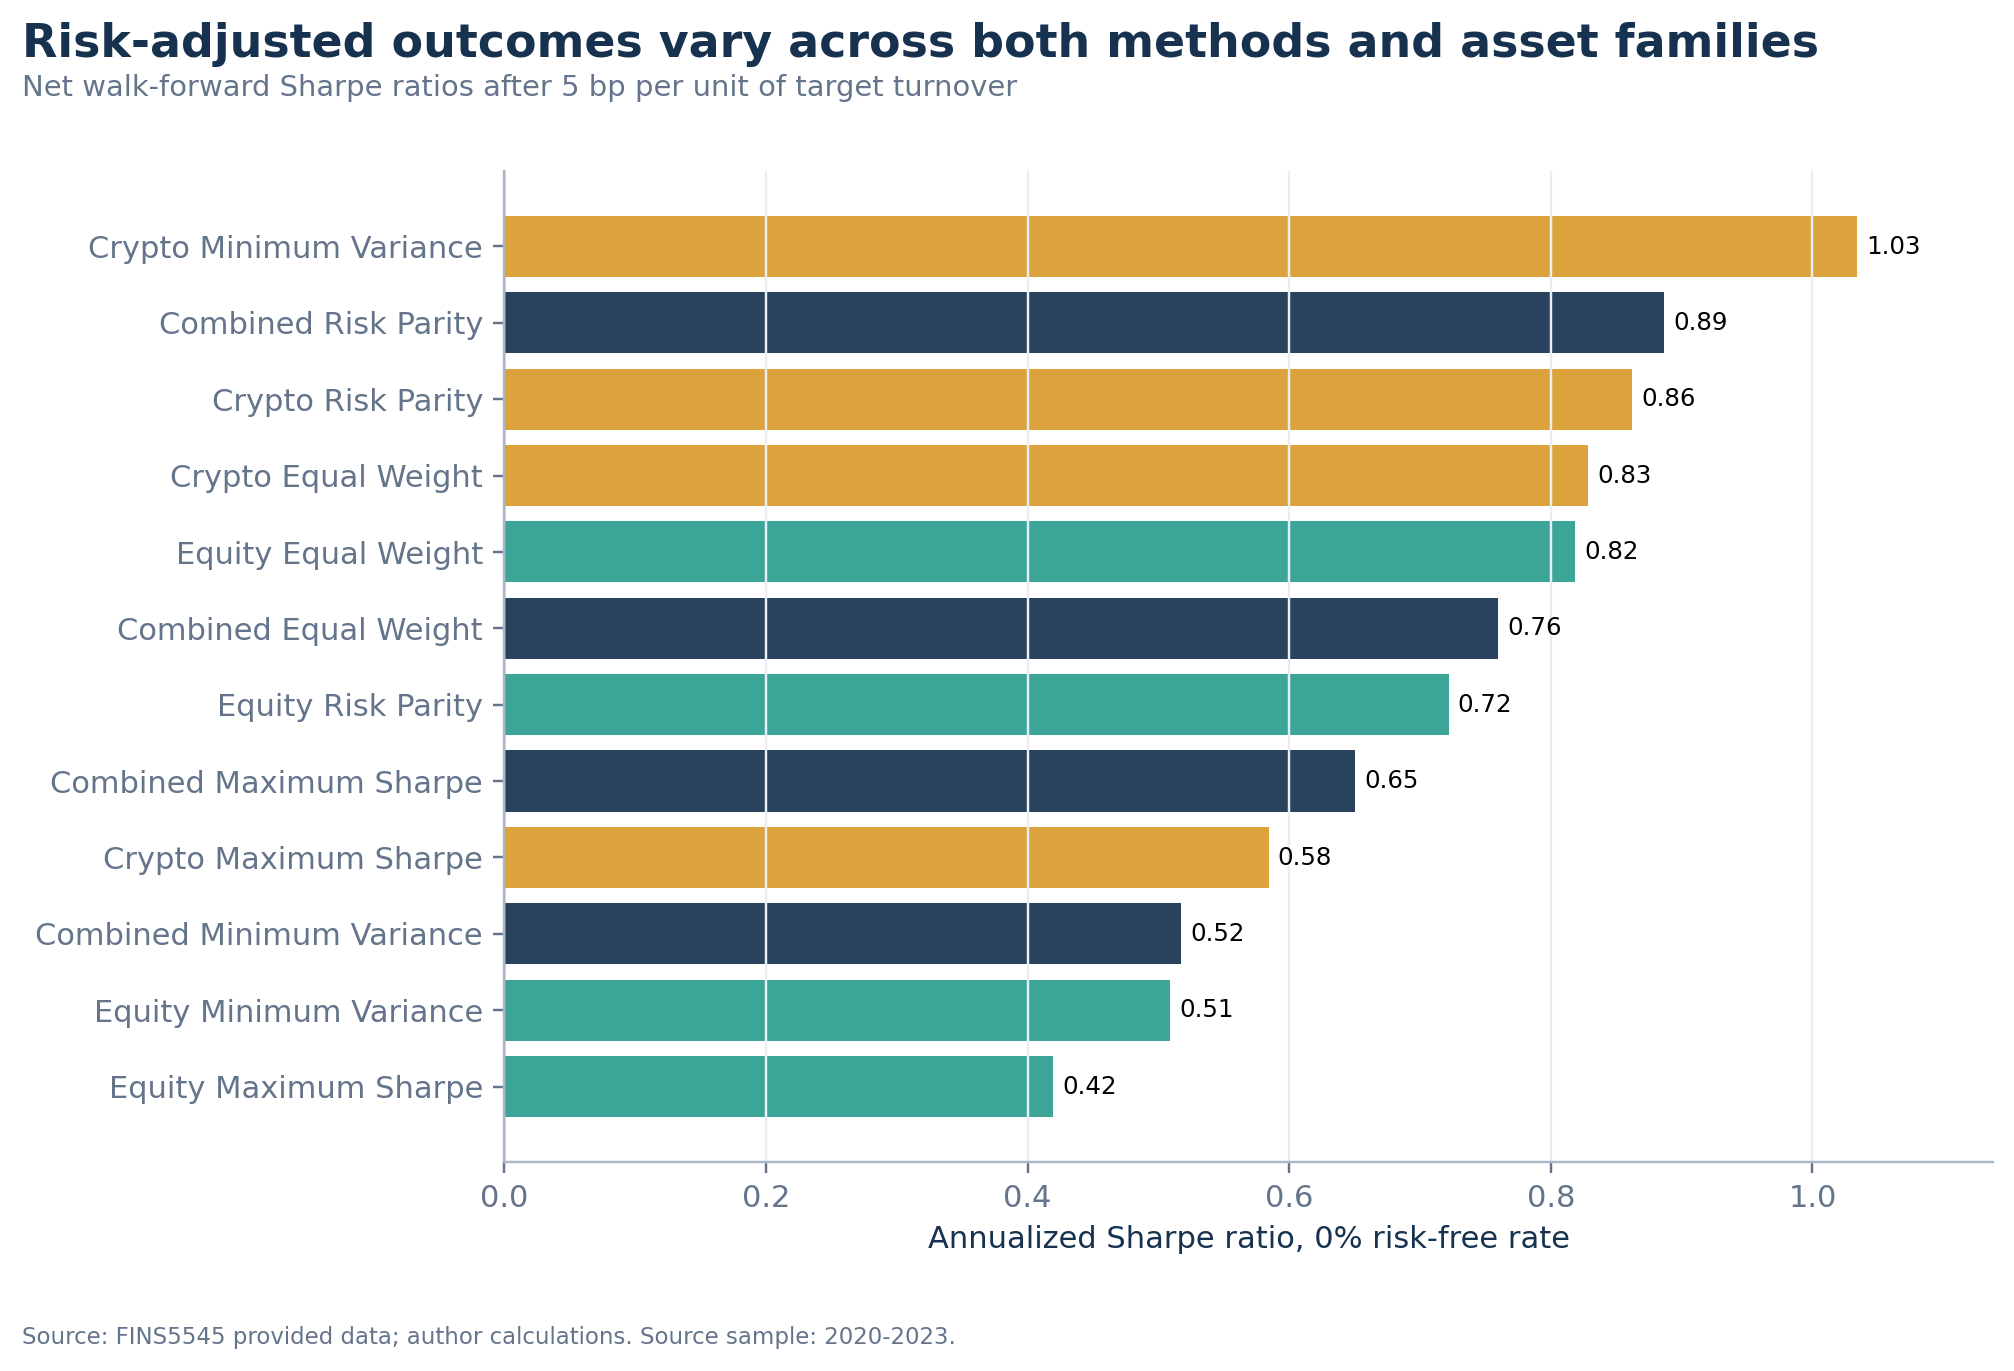 Risk-adjusted outcomes vary across both methods and asset families
Net walk-forward Sharpe ratios after 5 bp per unit of target turnover
Crypto Minimum Variance 1.03
Combined Risk Parity 0.89
Crypto Risk Parity 0.86
Crypto Equal Weight 0.83
Equity Equal Weight 0.82
Combined Equal Weight 0.76
Equity Risk Parity 0.72
Combined Maximum Sharpe 0.65
Crypto Maximum Sharpe 0.58
Combined Minimum Variance 0.52
Equity Minimum Variance 0.51
Equity Maximum Sharpe 0.42
0.0 0.2 0.4 0.6 0.8 1.0
Annualized Sharpe ratio, 0% risk-free rate
Source: FINS5545 provided data; author calculations. Source sample: 2020-2023.